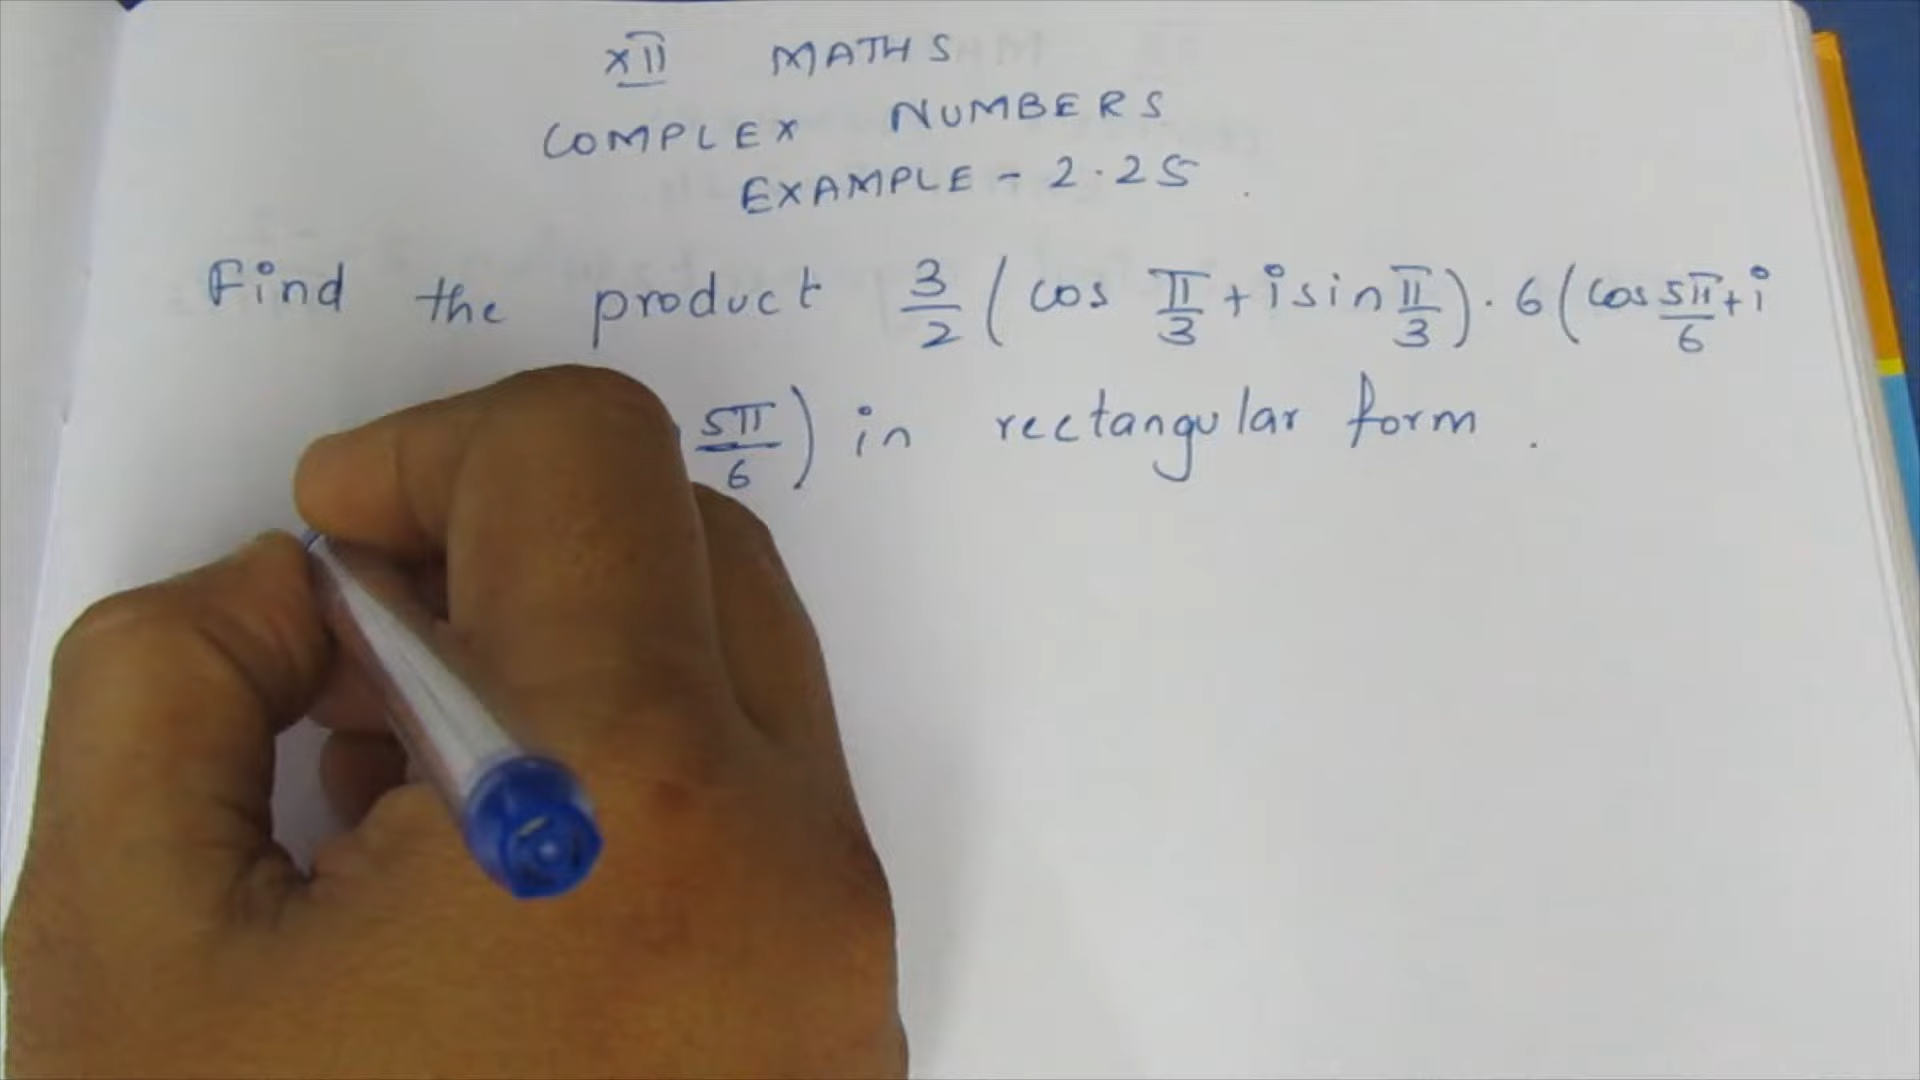 XII MATHS
COMPLEX NUMBERS
EXAMPLE - 2.25
Find the product 3/2 (cos π/3 + i sin π/3) . 6 (cos 5π/6 + i
5π/6) in rectangular form .